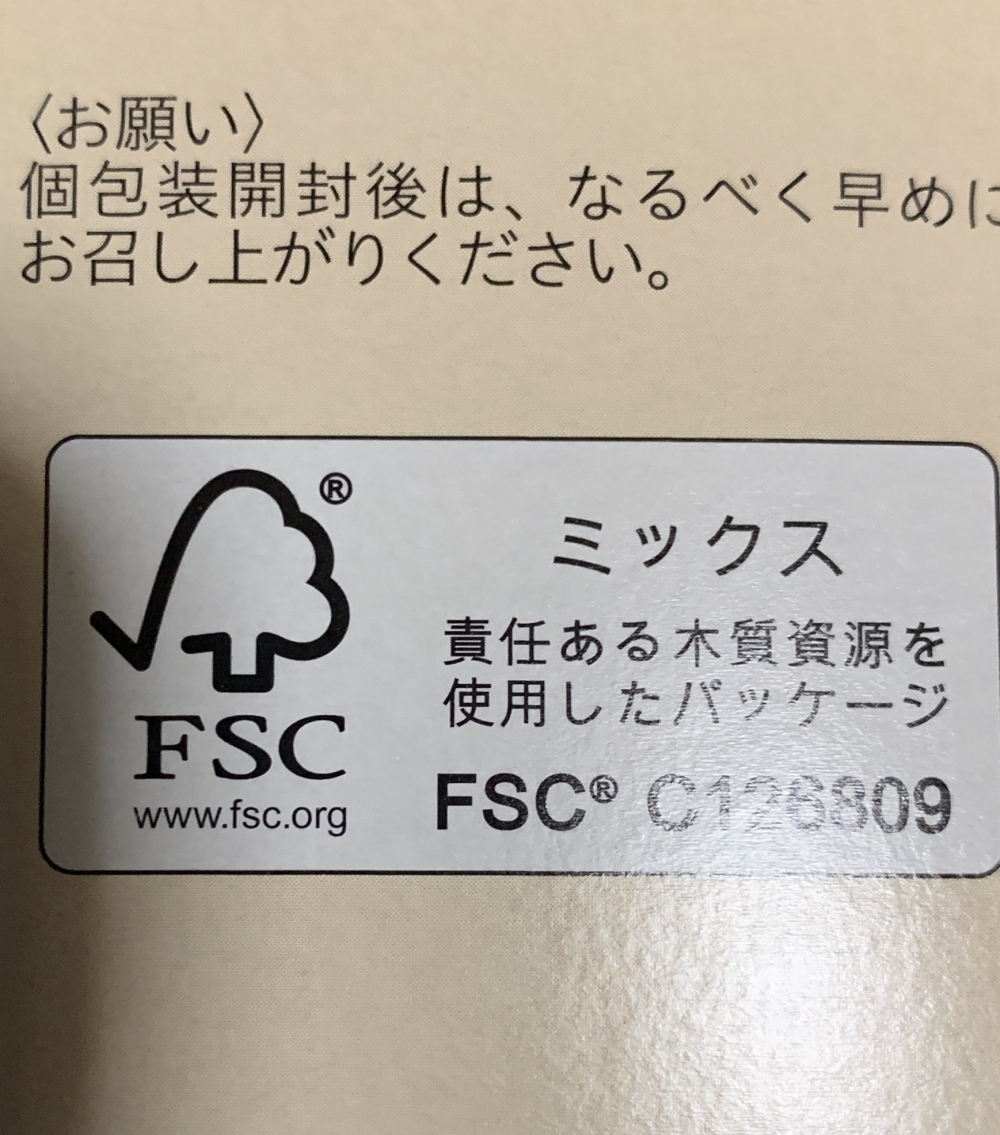 〈お願い〉
個包装開封後は、なるべく早めに
お召し上がりください。
®
FSC
www.fsc.org
ミックス
責任ある木質資源を
使用したパッケージ
FSC® C126809